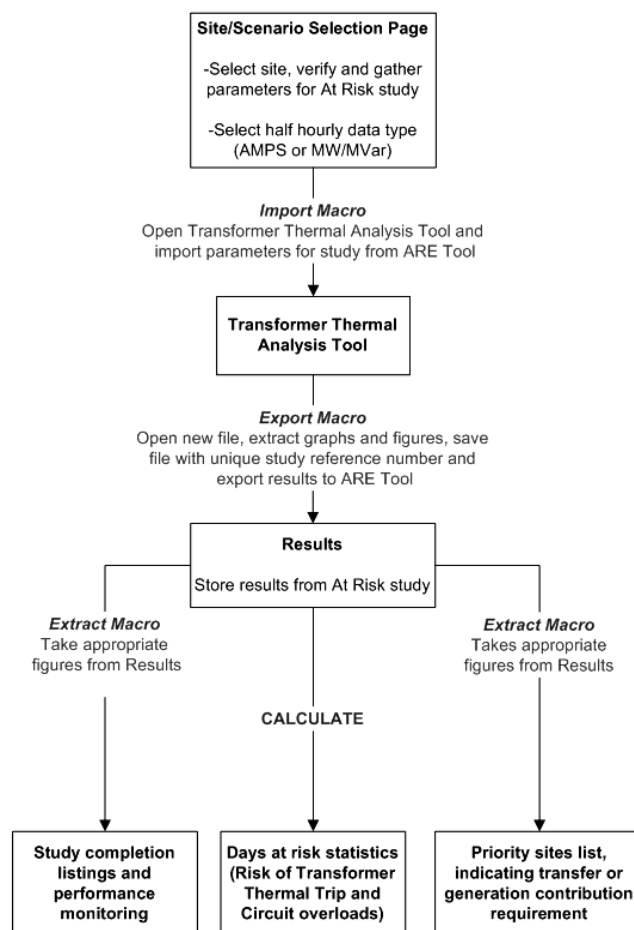 Site/Scenario Selection Page
-Select site, verify and gather
parameters for At Risk study
-Select half hourly data type
(AMPS or MW/MVar)
Import Macro
Open Transformer Thermal Analysis Tool and
import parameters for study from ARE Tool
Transformer Thermal
Analysis Tool
Export Macro
Open new file, extract graphs and figures, save
file with unique study reference number and
export results to ARE Tool
Results
Store results from At Risk study
Extract Macro
Take appropriate
figures from Results
Extract Macro
Takes appropriate
figures from Results
CALCULATE
Study completion
listings and
performance
monitoring
Days at risk statistics
(Risk of Transformer
Thermal Trip and
Circuit overloads)
Priority sites list,
indicating transfer or
generation contribution
requirement